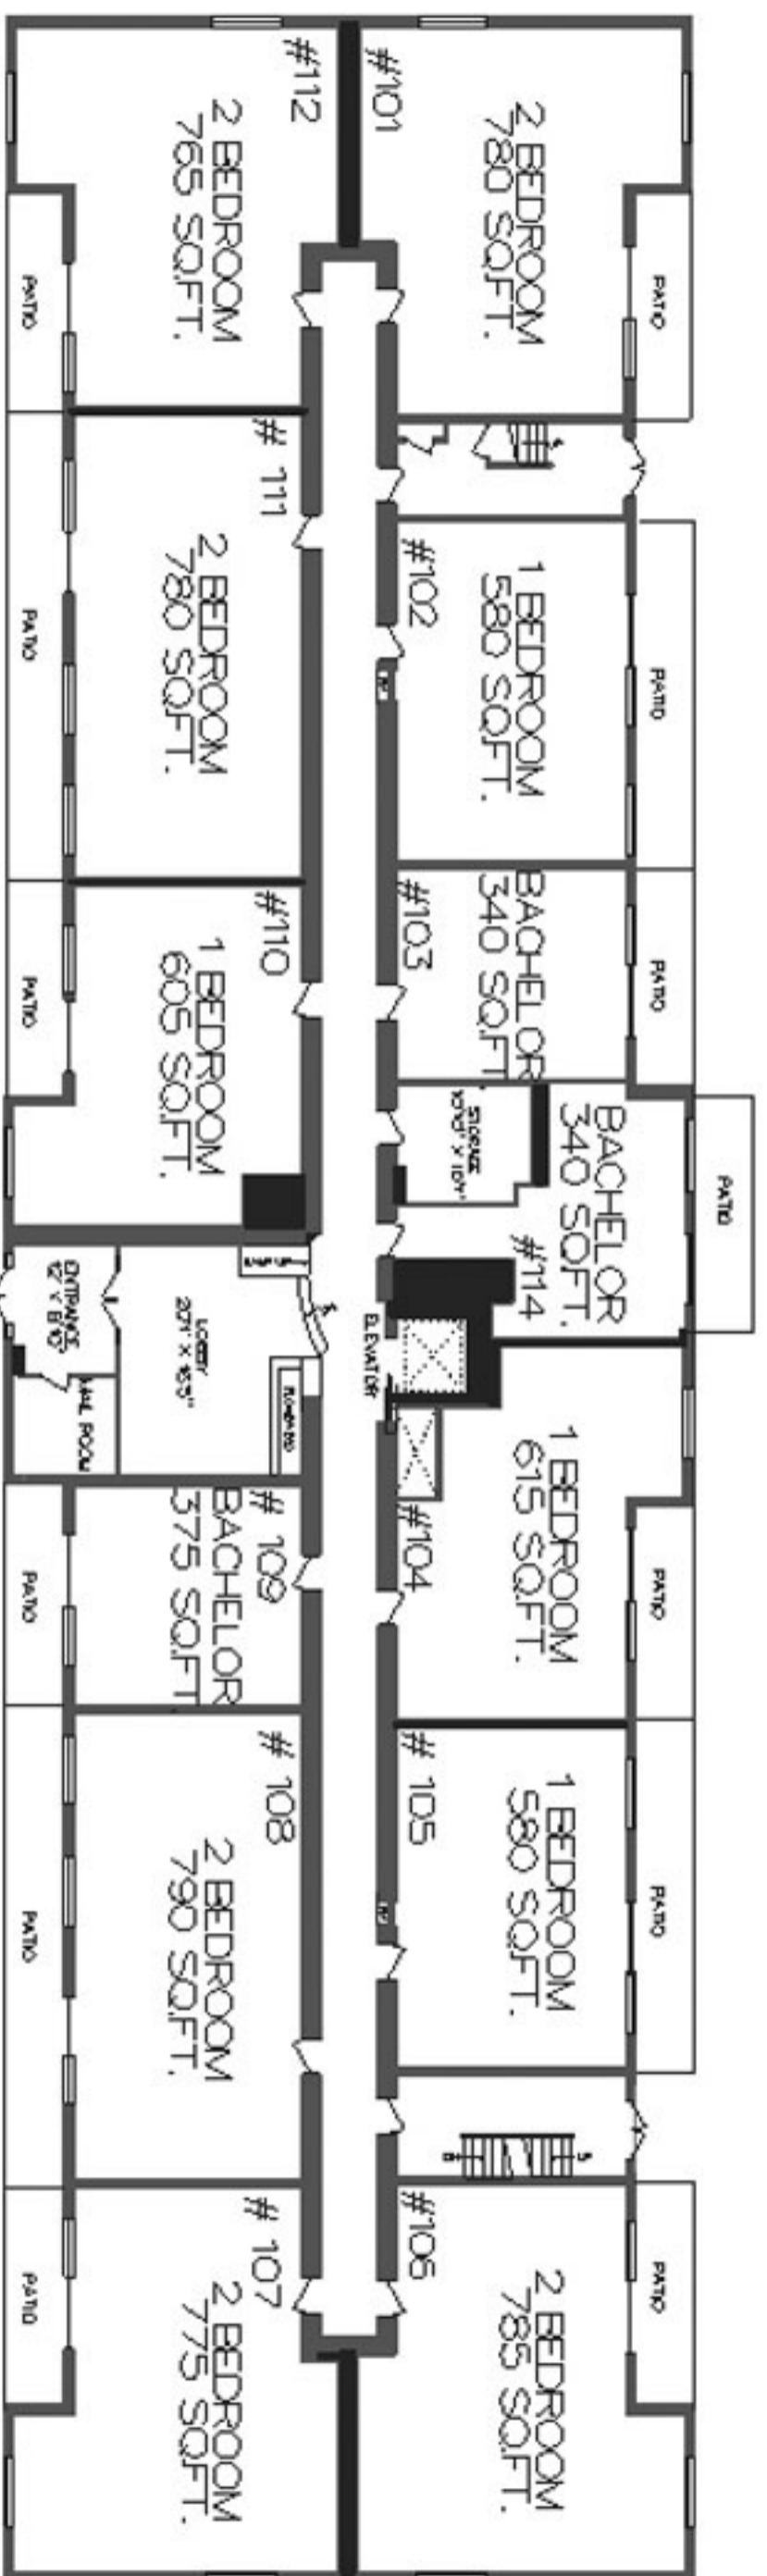 #101
2 BEDROOM
780 SQ.FT.
PATIO
#102
1 BEDROOM
580 SQ.FT.
PATIO
#103
BACHELOR
340 SQ.FT
PATIO
STORAGE
BACHELOR
340 SQ.FT.
#114
PATIO
ELEVATOR
#104
1 BEDROOM
615 SQ.FT.
PATIO
# 105
1 BEDROOM
580 SQ.FT.
PATIO
#106
2 BEDROOM
785 SQ.FT.
PATIO
#112
2 BEDROOM
765 SQ.FT.
PATIO
# 111
2 BEDROOM
780 SQ.FT.
PATIO
#110
1 BEDROOM
605 SQ.FT.
PATIO
LOBBY
ENTRANCE
MAIL ROOM
# 109
BACHELOR
375 SQ.FT
PATIO
# 108
2 BEDROOM
790 SQ.FT.
PATIO
# 107
2 BEDROOM
775 SQ.FT.
PATIO